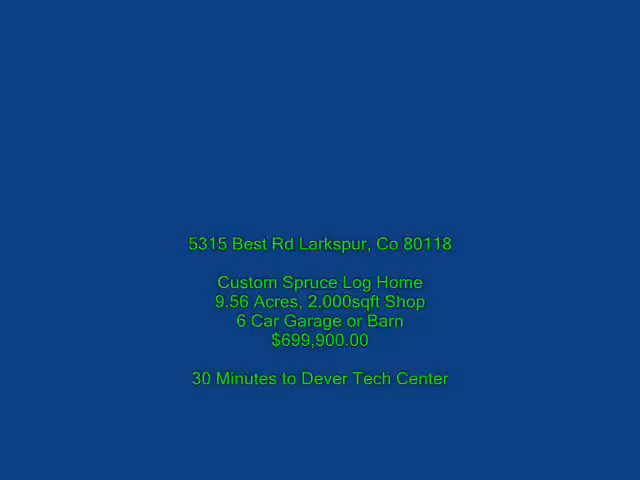 5315 Best Rd Larkspur, Co 80118
Custom Spruce Log Home
9.56 Acres, 2.000sqft Shop
6 Car Garage or Barn
$699,900.00
30 Minutes to Dever Tech Center